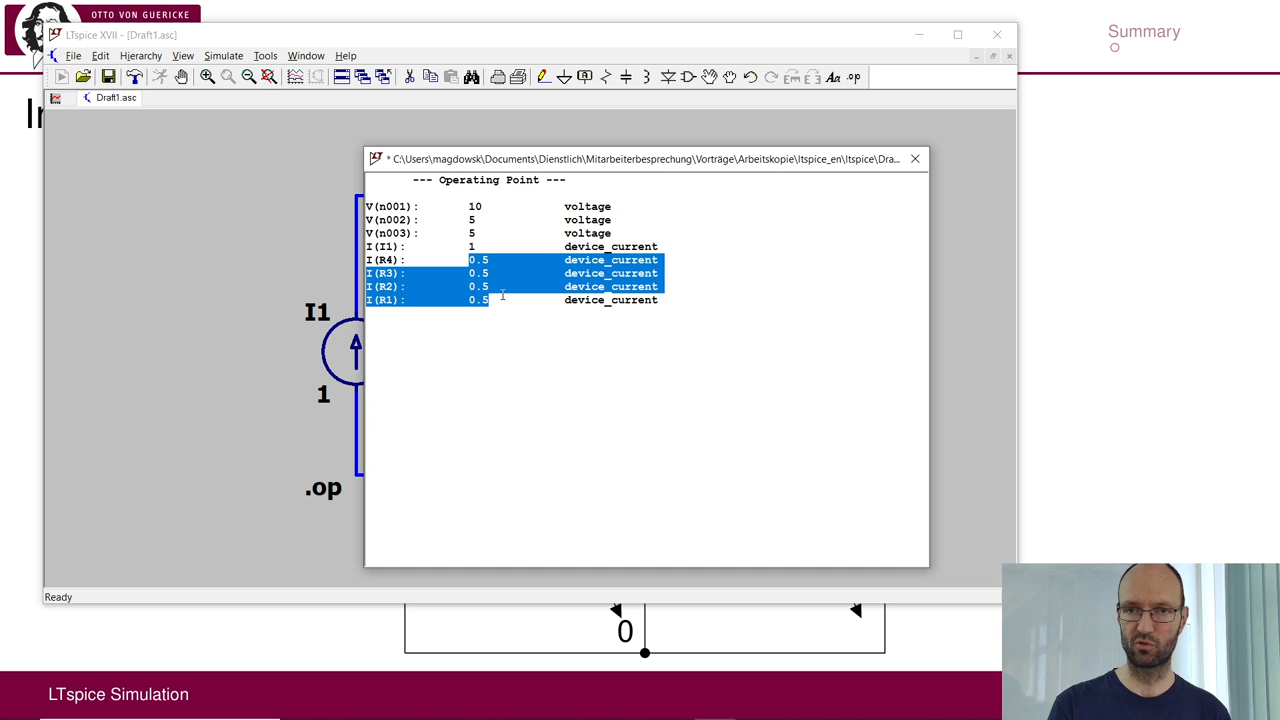 OTTO VON GUERICKE
Summary
LTspice XVII - [Draft1.asc]
File Edit Hierarchy View Simulate Tools Window Help
Aa .op
Draft1.asc
* C:\Users\magdowsk\Documents\Dienstlich\Mitarbeiterbesprechung\Vorträge\Arbeitskopie\ltspice_en\ltspice\Dra...
--- Operating Point ---
V(n001): 10 voltage
V(n002): 5 voltage
V(n003): 5 voltage
I(I1): 1 device_current
I(R4): 0.5 device_current
I(R3): 0.5 device_current
I(R2): 0.5 device_current
I(R1): 0.5 device_current
I1
1
.op
Ready
0
LTspice Simulation